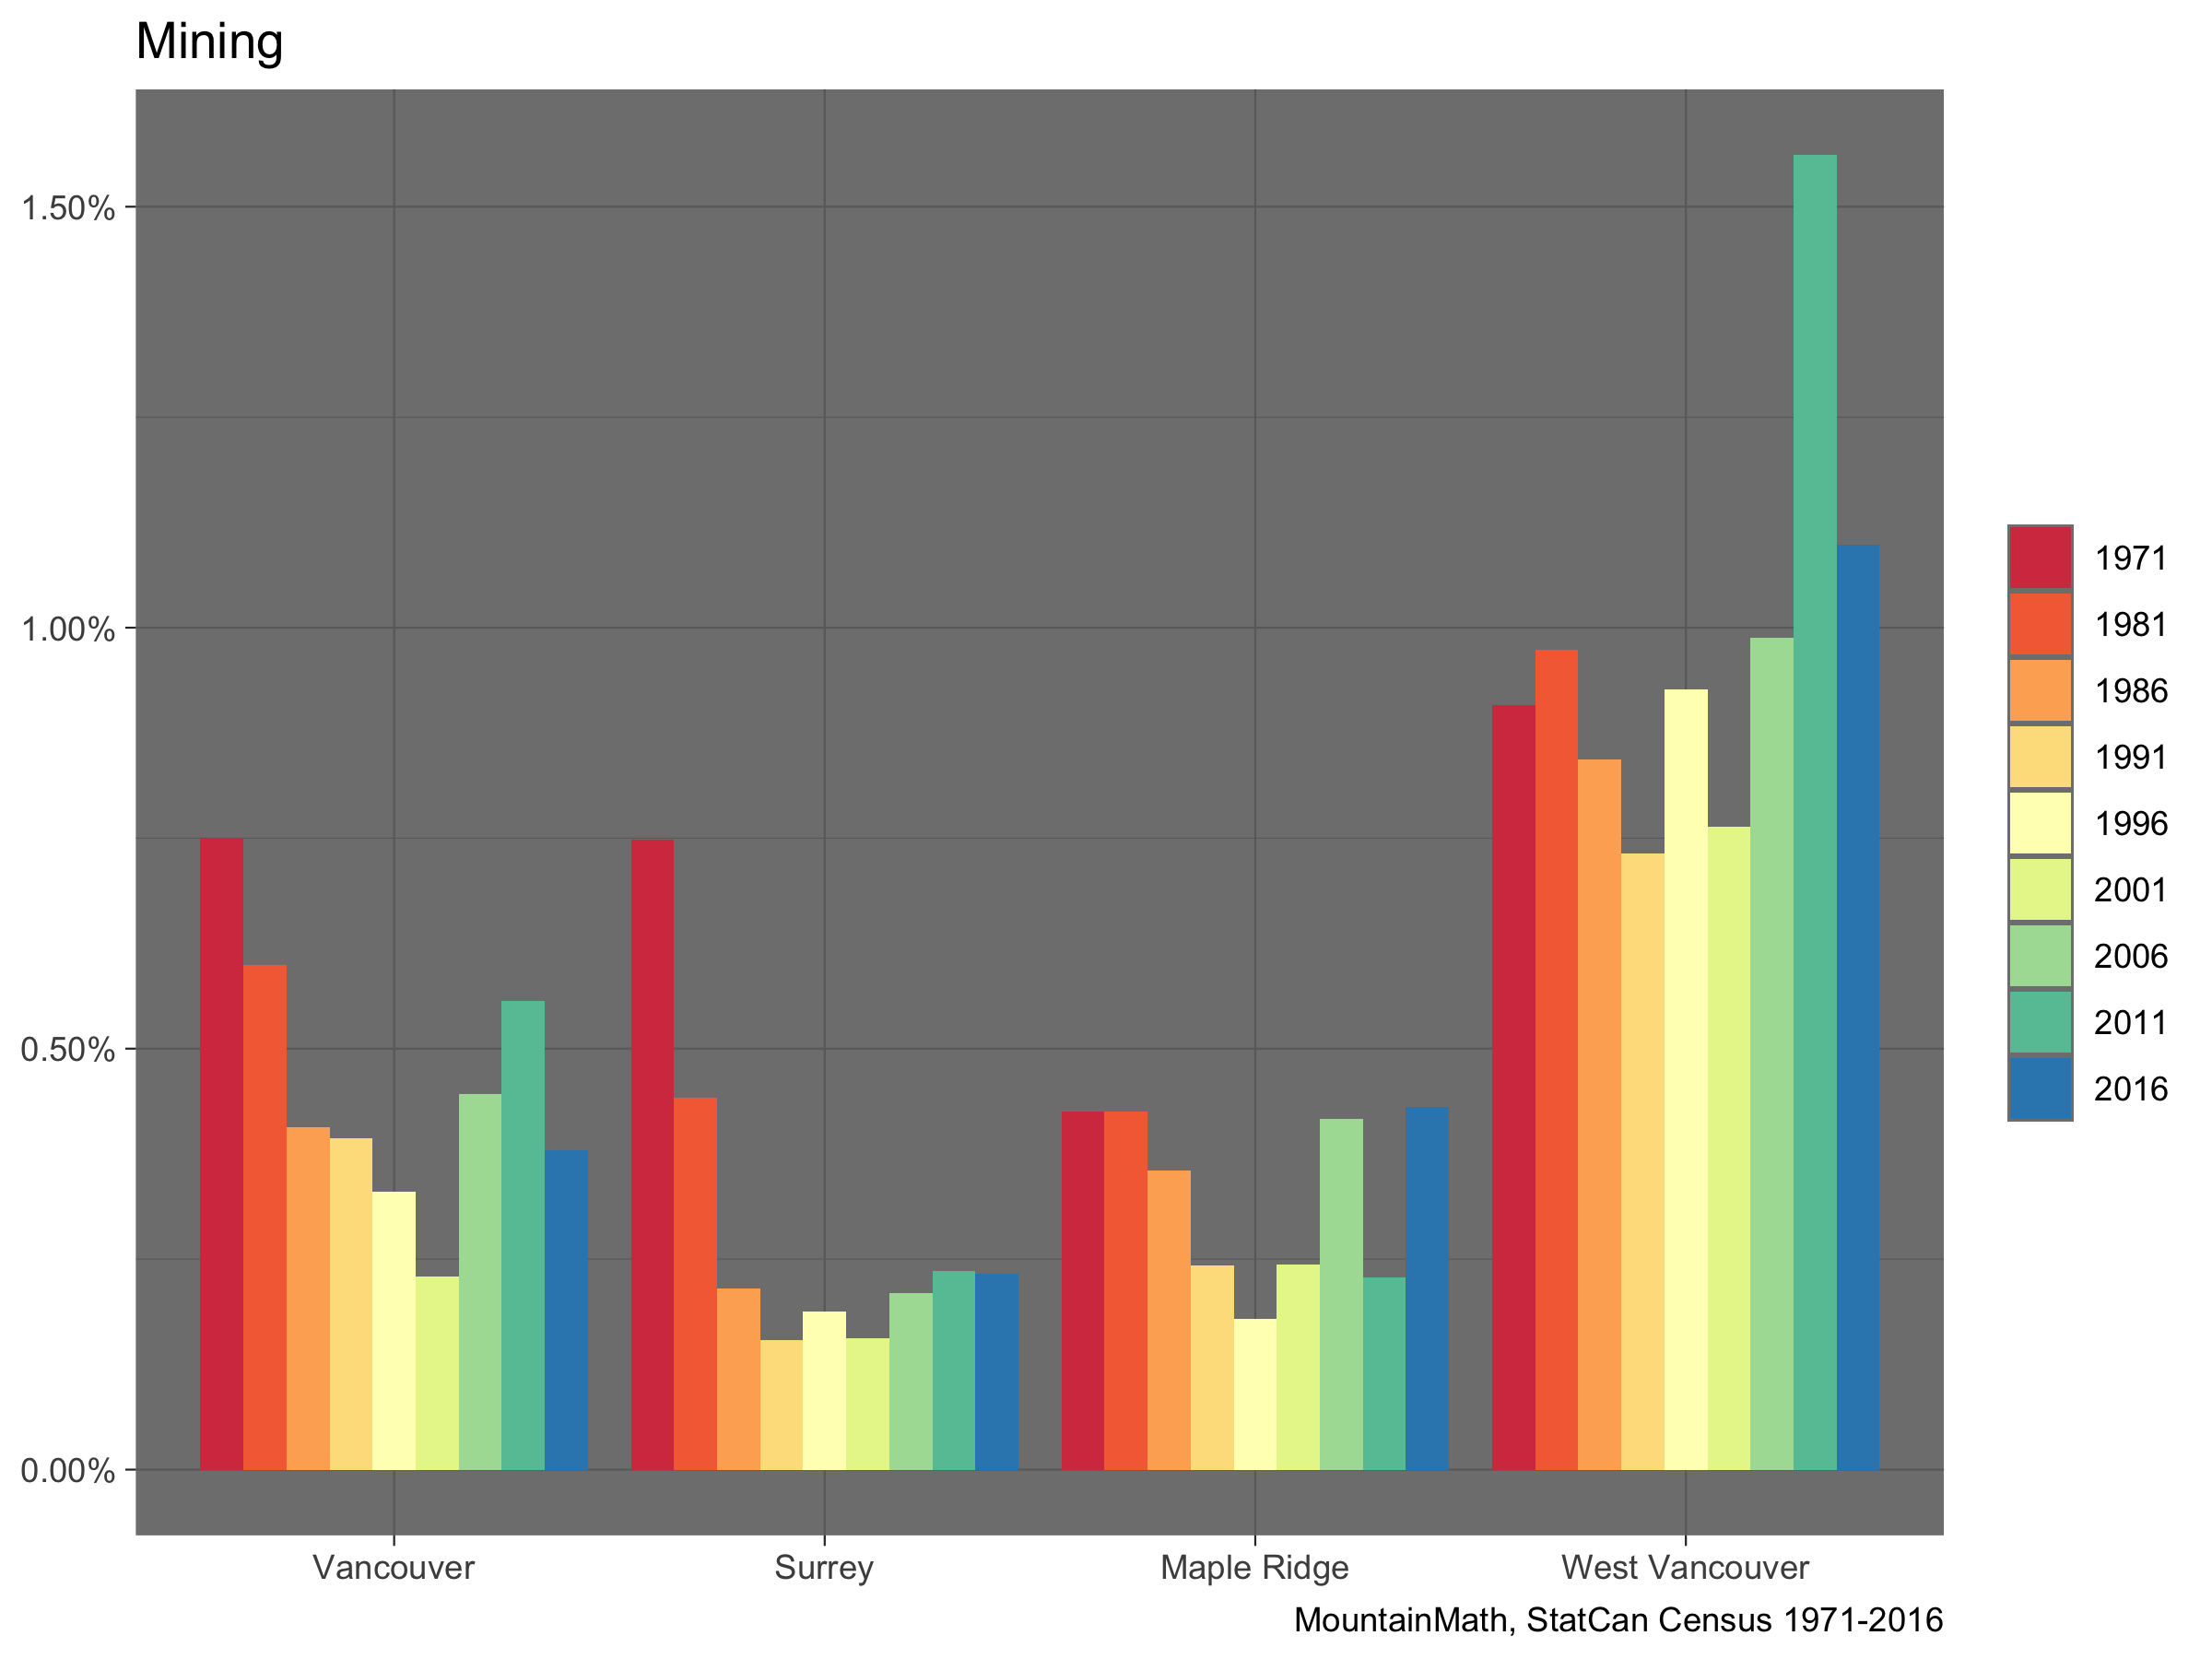 Mining
1.50%
1.00%
0.50%
0.00%
Vancouver
Surrey
Maple Ridge
West Vancouver
1971
1981
1986
1991
1996
2001
2006
2011
2016
MountainMath, StatCan Census 1971-2016